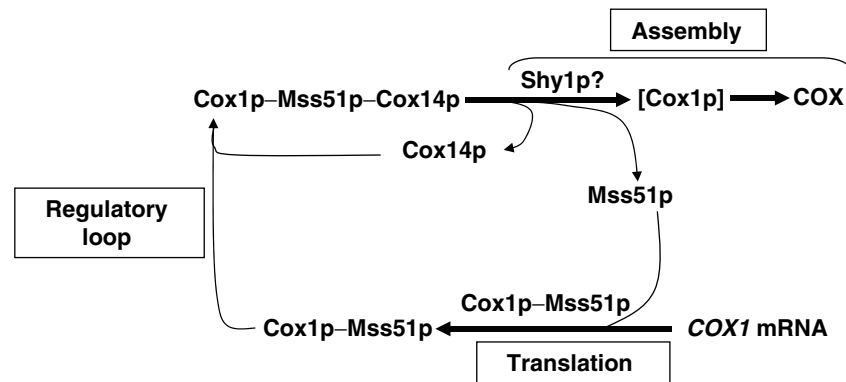 Assembly
Shy1p?
Cox1p–Mss51p–Cox14p
[Cox1p]
COX
Cox14p
Mss51p
Regulatory
loop
Cox1p–Mss51p
Cox1p–Mss51p
COX1 mRNA
Translation